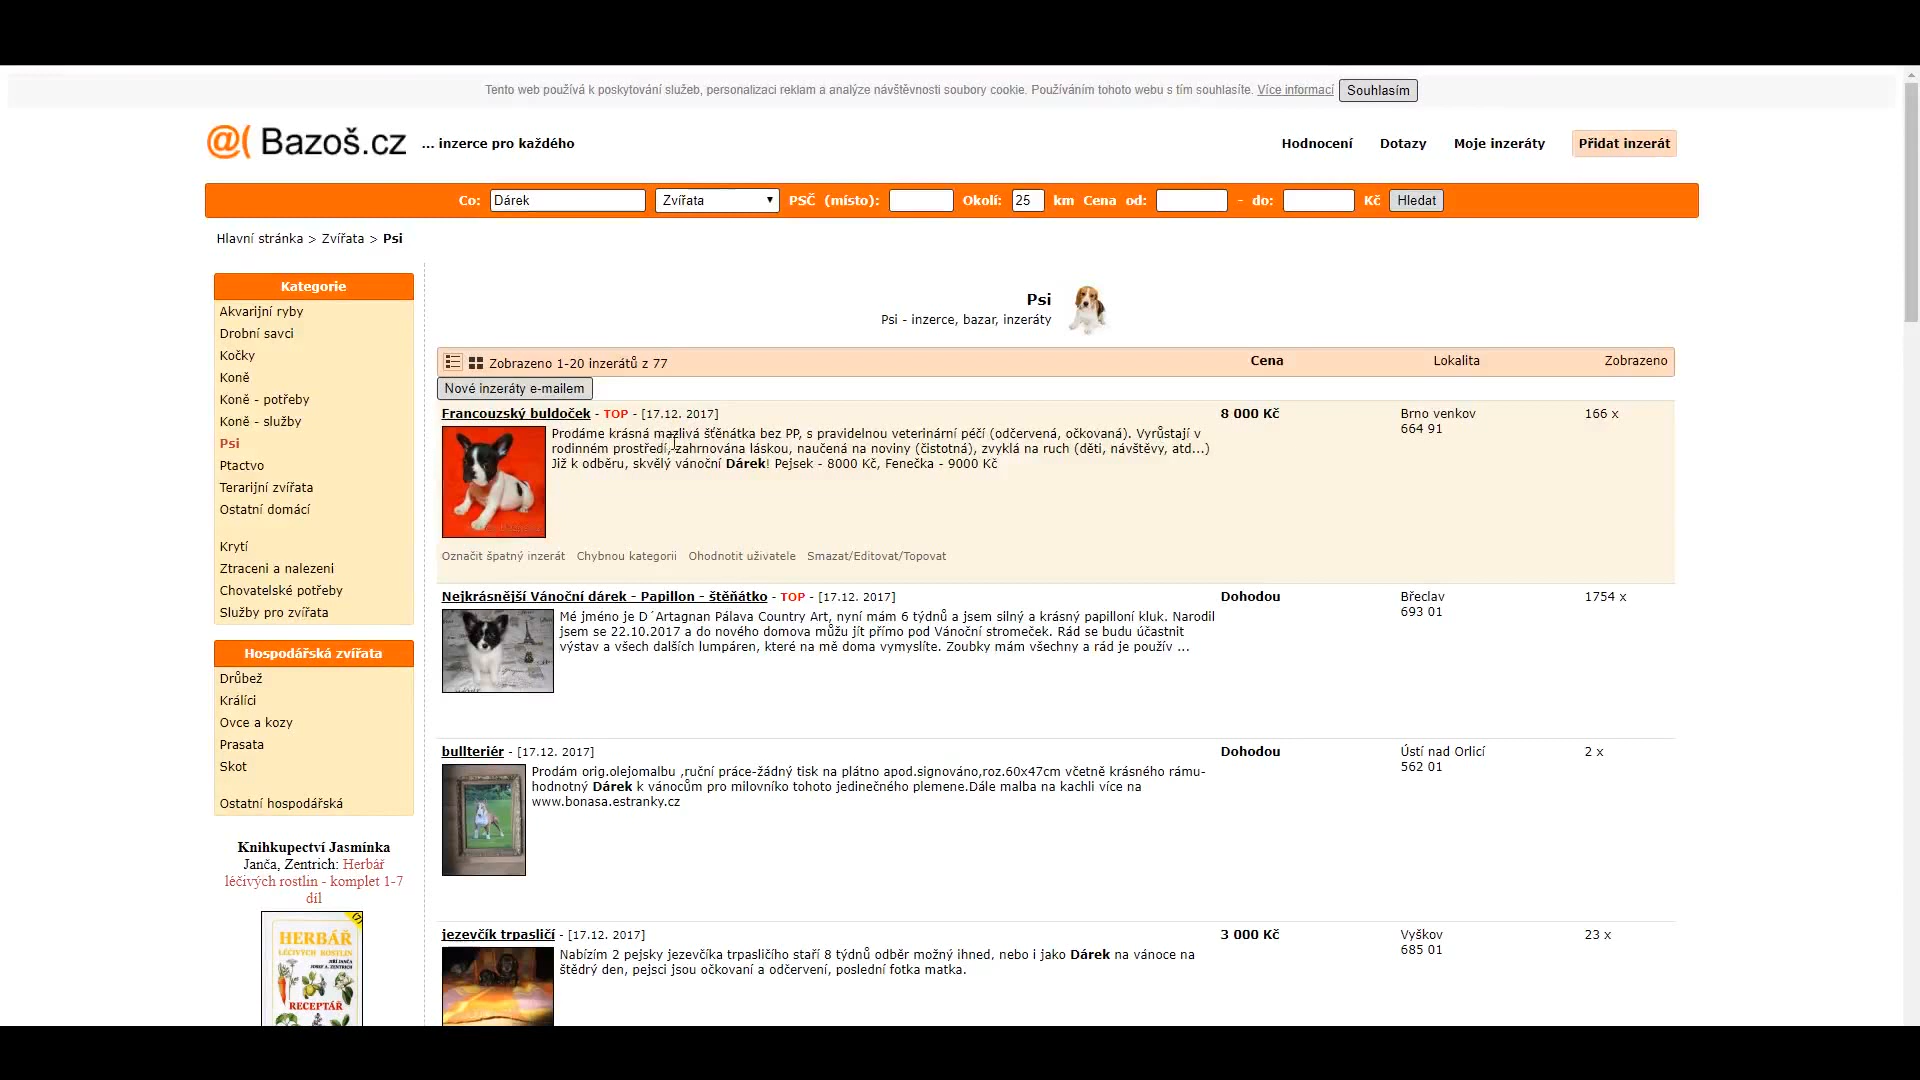 Tento web používá k poskytování služeb, personalizaci reklam a analýze návštěvnosti soubory cookie. Používáním tohoto webu s tím souhlasíte. Více informací Souhlasím
@( Bazoš.cz ... inzerce pro každého
Hodnocení Dotazy Moje inzeráty Přidat inzerát
Co: Dárek Zvířata PSČ (místo): Okolí: 25 km Cena od: - do: Kč Hledat
Hlavní stránka > Zvířata > Psi
Kategorie
Akvarijní ryby
Drobní savci
Kočky
Koně
Koně - potřeby
Koně - služby
Psi
Ptactvo
Terarijní zvířata
Ostatní domácí
Krytí
Ztraceni a nalezeni
Chovatelské potřeby
Služby pro zvířata
Hospodářská zvířata
Drůbež
Králíci
Ovce a kozy
Prasata
Skot
Ostatní hospodářská
Knihkupectví Jasmínka
Janča, Zentrich: Herbář
léčivých rostlin - komplet 1-7
díl
HERBÁŘ
LÉČIVÝCH ROSTLIN
JIŘÍ JANČA
JOSEF A. ZENTRICH
RECEPTÁŘ
Psi
Psi - inzerce, bazar, inzeráty
Zobrazeno 1-20 inzerátů z 77 Cena Lokalita Zobrazeno
Nové inzeráty e-mailem
Francouzský buldoček - TOP - [17.12. 2017] 8 000 Kč Brno venkov 166 x
664 91
Prodáme krásná mazlivá šťěnátka bez PP, s pravidelnou veterinární péčí (odčervená, očkovaná). Vyrůstají v
rodinném prostředí, zahrnována láskou, naučená na noviny (čistotná), zvyklá na ruch (děti, návštěvy, atd...)
Již k odběru, skvělý vánoční Dárek! Pejsek - 8000 Kč, Fenečka - 9000 Kč
Označit špatný inzerát Chybnou kategorii Ohodnotit uživatele Smazat/Editovat/Topovat
Nejkrásnější Vánoční dárek - Papillon - štěňátko - TOP - [17.12. 2017] Dohodou Břeclav 1754 x
693 01
Mé jméno je D´Artagnan Pálava Country Art, nyní mám 6 týdnů a jsem silný a krásný papilloní kluk. Narodil
jsem se 22.10.2017 a do nového domova můžu jít přímo pod Vánoční stromeček. Rád se budu účastnit
výstav a všech dalších lumpáren, které na mě doma vymyslíte. Zoubky mám všechny a rád je použív ...
bullteriér - [17.12. 2017] Dohodou Ústí nad Orlicí 2 x
562 01
Prodám orig.olejomalbu ,ruční práce-žádný tisk na plátno apod.signováno,roz.60x47cm včetně krásného rámu-
hodnotný Dárek k vánocům pro milovníko tohoto jedinečného plemene.Dále malba na kachli více na
www.bonasa.estranky.cz
jezevčík trpasličí - [17.12. 2017] 3 000 Kč Vyškov 23 x
685 01
Nabízím 2 pejsky jezevčíka trpasličího staří 8 týdnů odběr možný ihned, nebo i jako Dárek na vánoce na
štědrý den, pejsci jsou očkovaní a odčervení, poslední fotka matka.